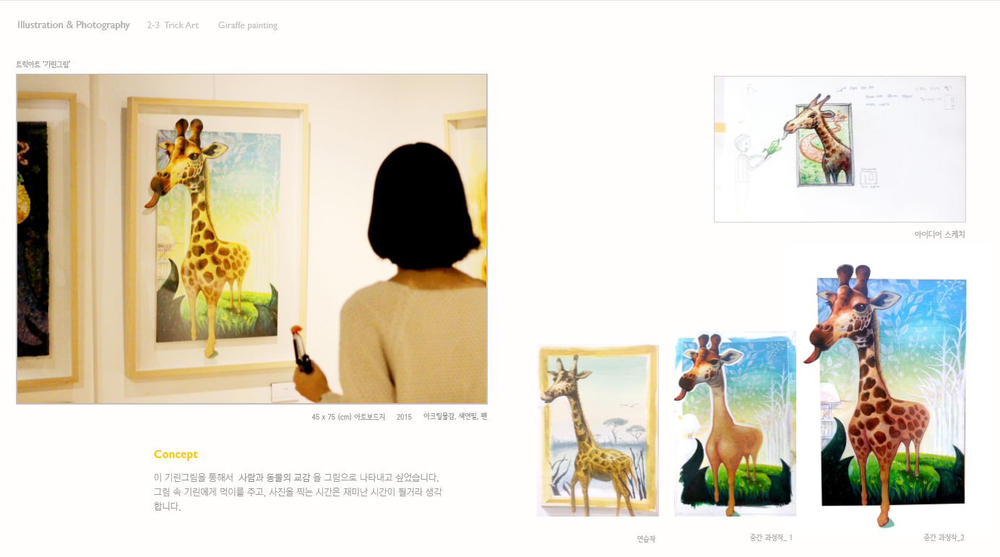 Illustration & Photography 2-3 Trick Art Giraffe painting
트릭아트 '기린그림'
아이디어 스케치
45 x 75 (cm) 아트보드지 2015 아크릴물감, 색연필, 팬
Concept
이 기린그림을 통해서 사람과 동물의 교감 을 그림으로 나타내고 싶었습니다.
그림 속 기린에게 먹이를 주고, 사진을 찍는 시간은 재미난 시간이 될거라 생각
합니다.
연습작
중간 과정작_ 1
중간 과정작_2